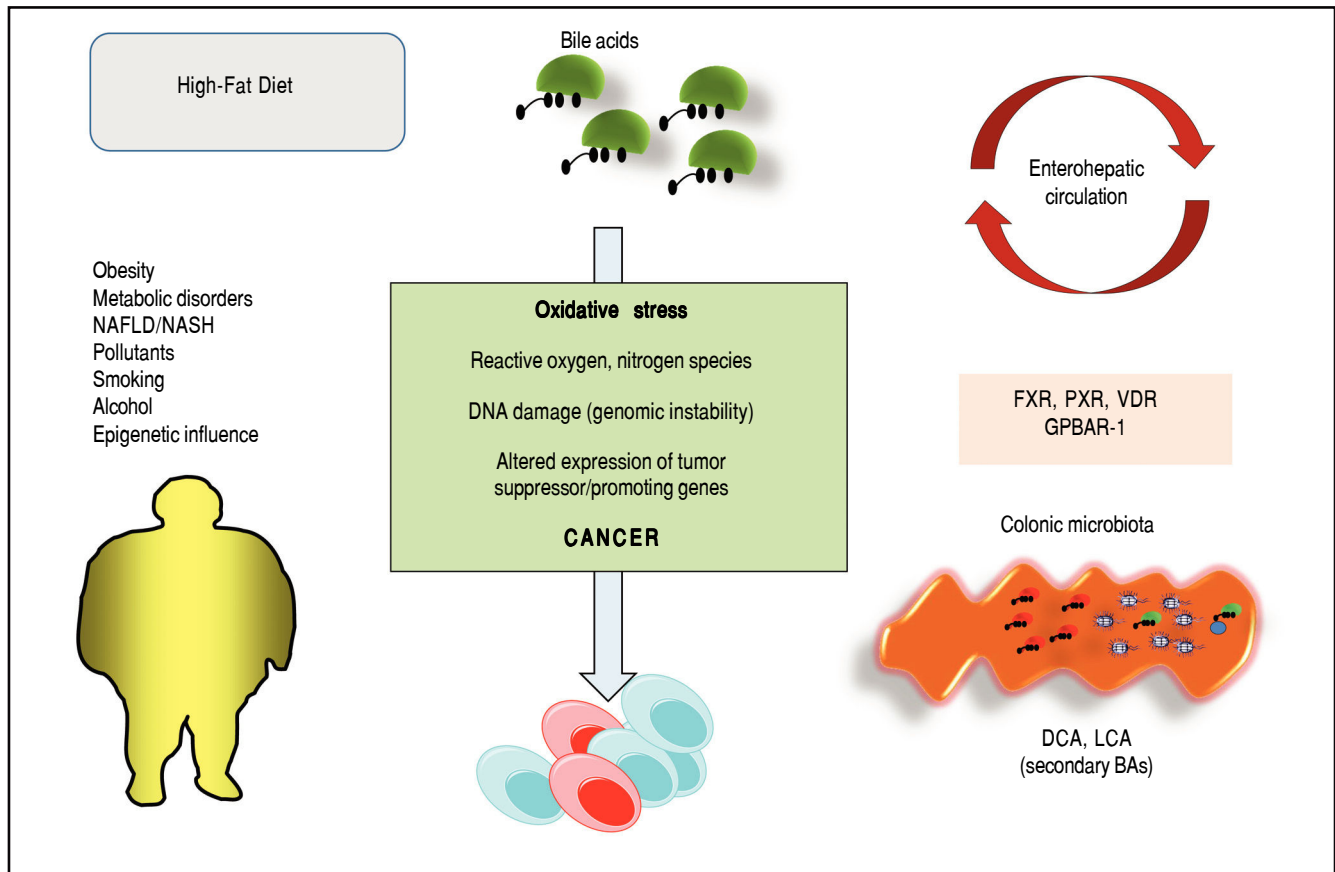 High-Fat Diet
Bile acids
Enterohepatic
circulation
Obesity
Metabolic disorders
NAFLD/NASH
Pollutants
Smoking
Alcohol
Epigenetic influence
Oxidative stress
Reactive oxygen, nitrogen species
DNA damage (genomic instability)
Altered expression of tumor
suppressor/promoting genes
CANCER
FXR, PXR, VDR
GPBAR-1
Colonic microbiota
DCA, LCA
(secondary BAs)